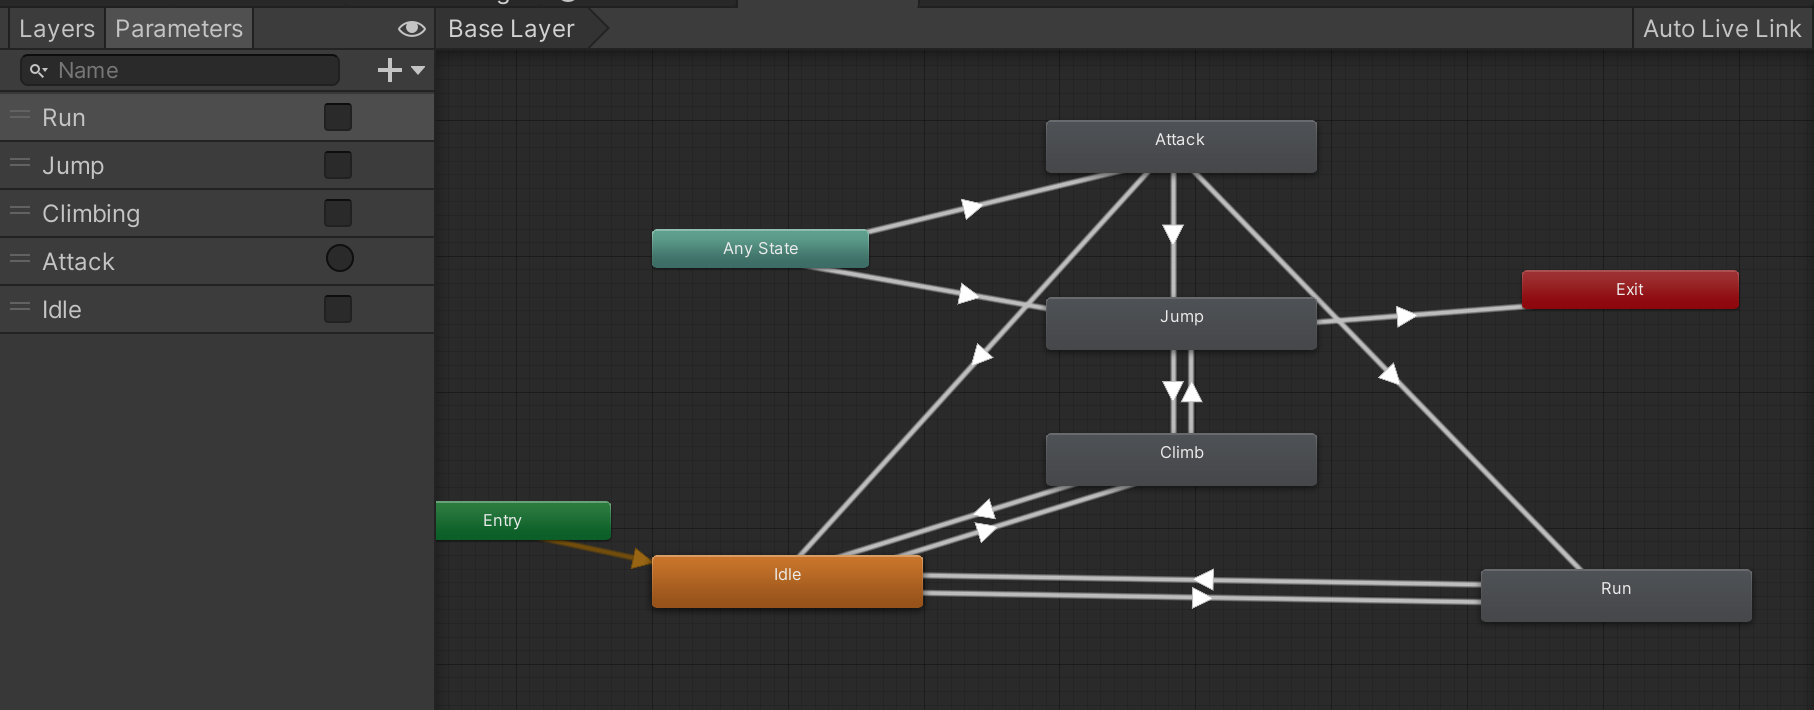 Layers Parameters
Base Layer
Auto Live Link
Name
Run
Jump
Climbing
Attack
Idle
Attack
Any State
Exit
Jump
Climb
Entry
Idle
Run